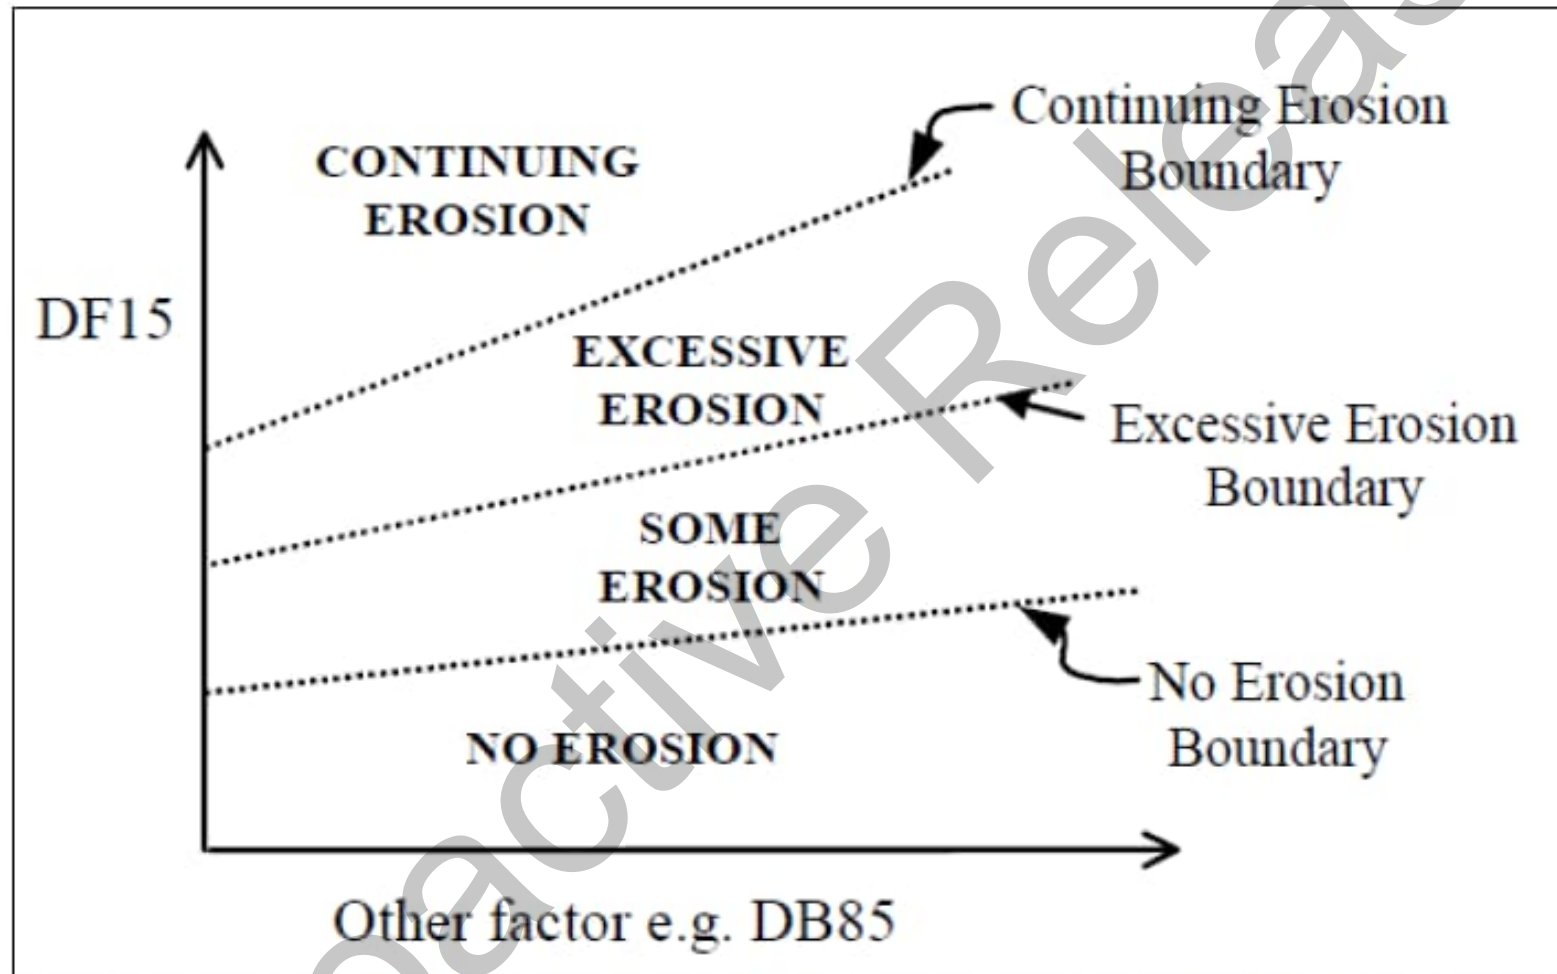 Continuing Erosion
Boundary
CONTINUING
EROSION
DF15
EXCESSIVE
EROSION
Excessive Erosion
Boundary
SOME
EROSION
No Erosion
Boundary
NO EROSION
Other factor e.g. DB85